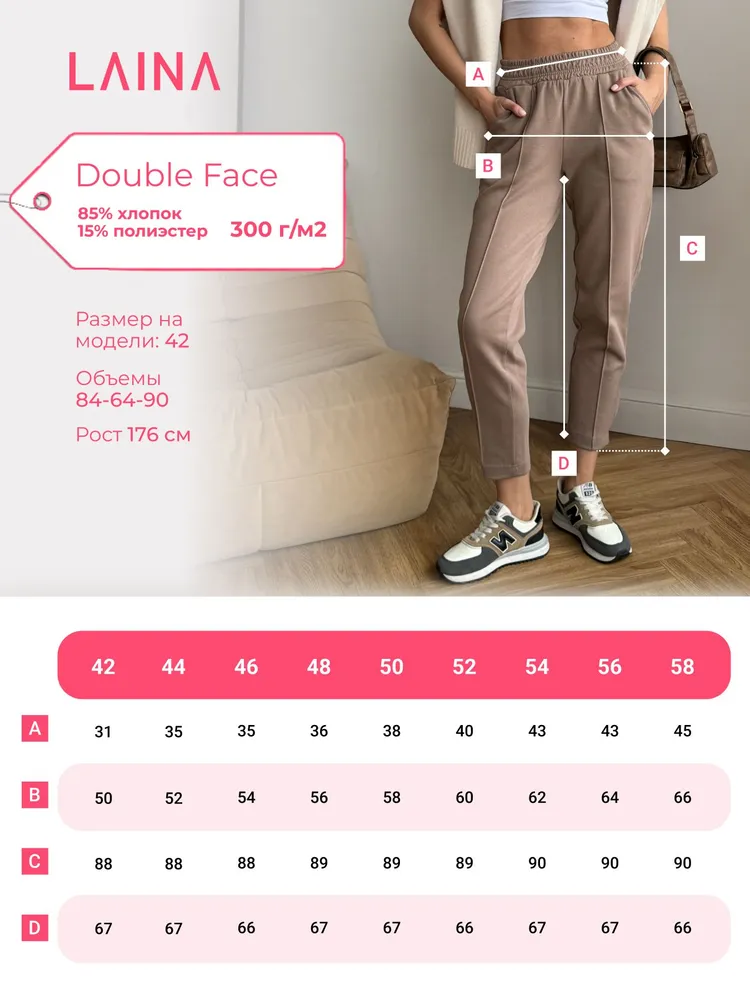 LAINA
Double Face
85% хлопок
15% полиэстер 300 г/м2
Размер на
модели: 42
Объемы
84-64-90
Рост 176 см
A
B
C
D
N
42 44 46 48 50 52 54 56 58
A 31 35 35 36 38 40 43 43 45
B 50 52 54 56 58 60 62 64 66
C 88 88 88 89 89 89 90 90 90
D 67 67 66 67 67 66 67 67 66